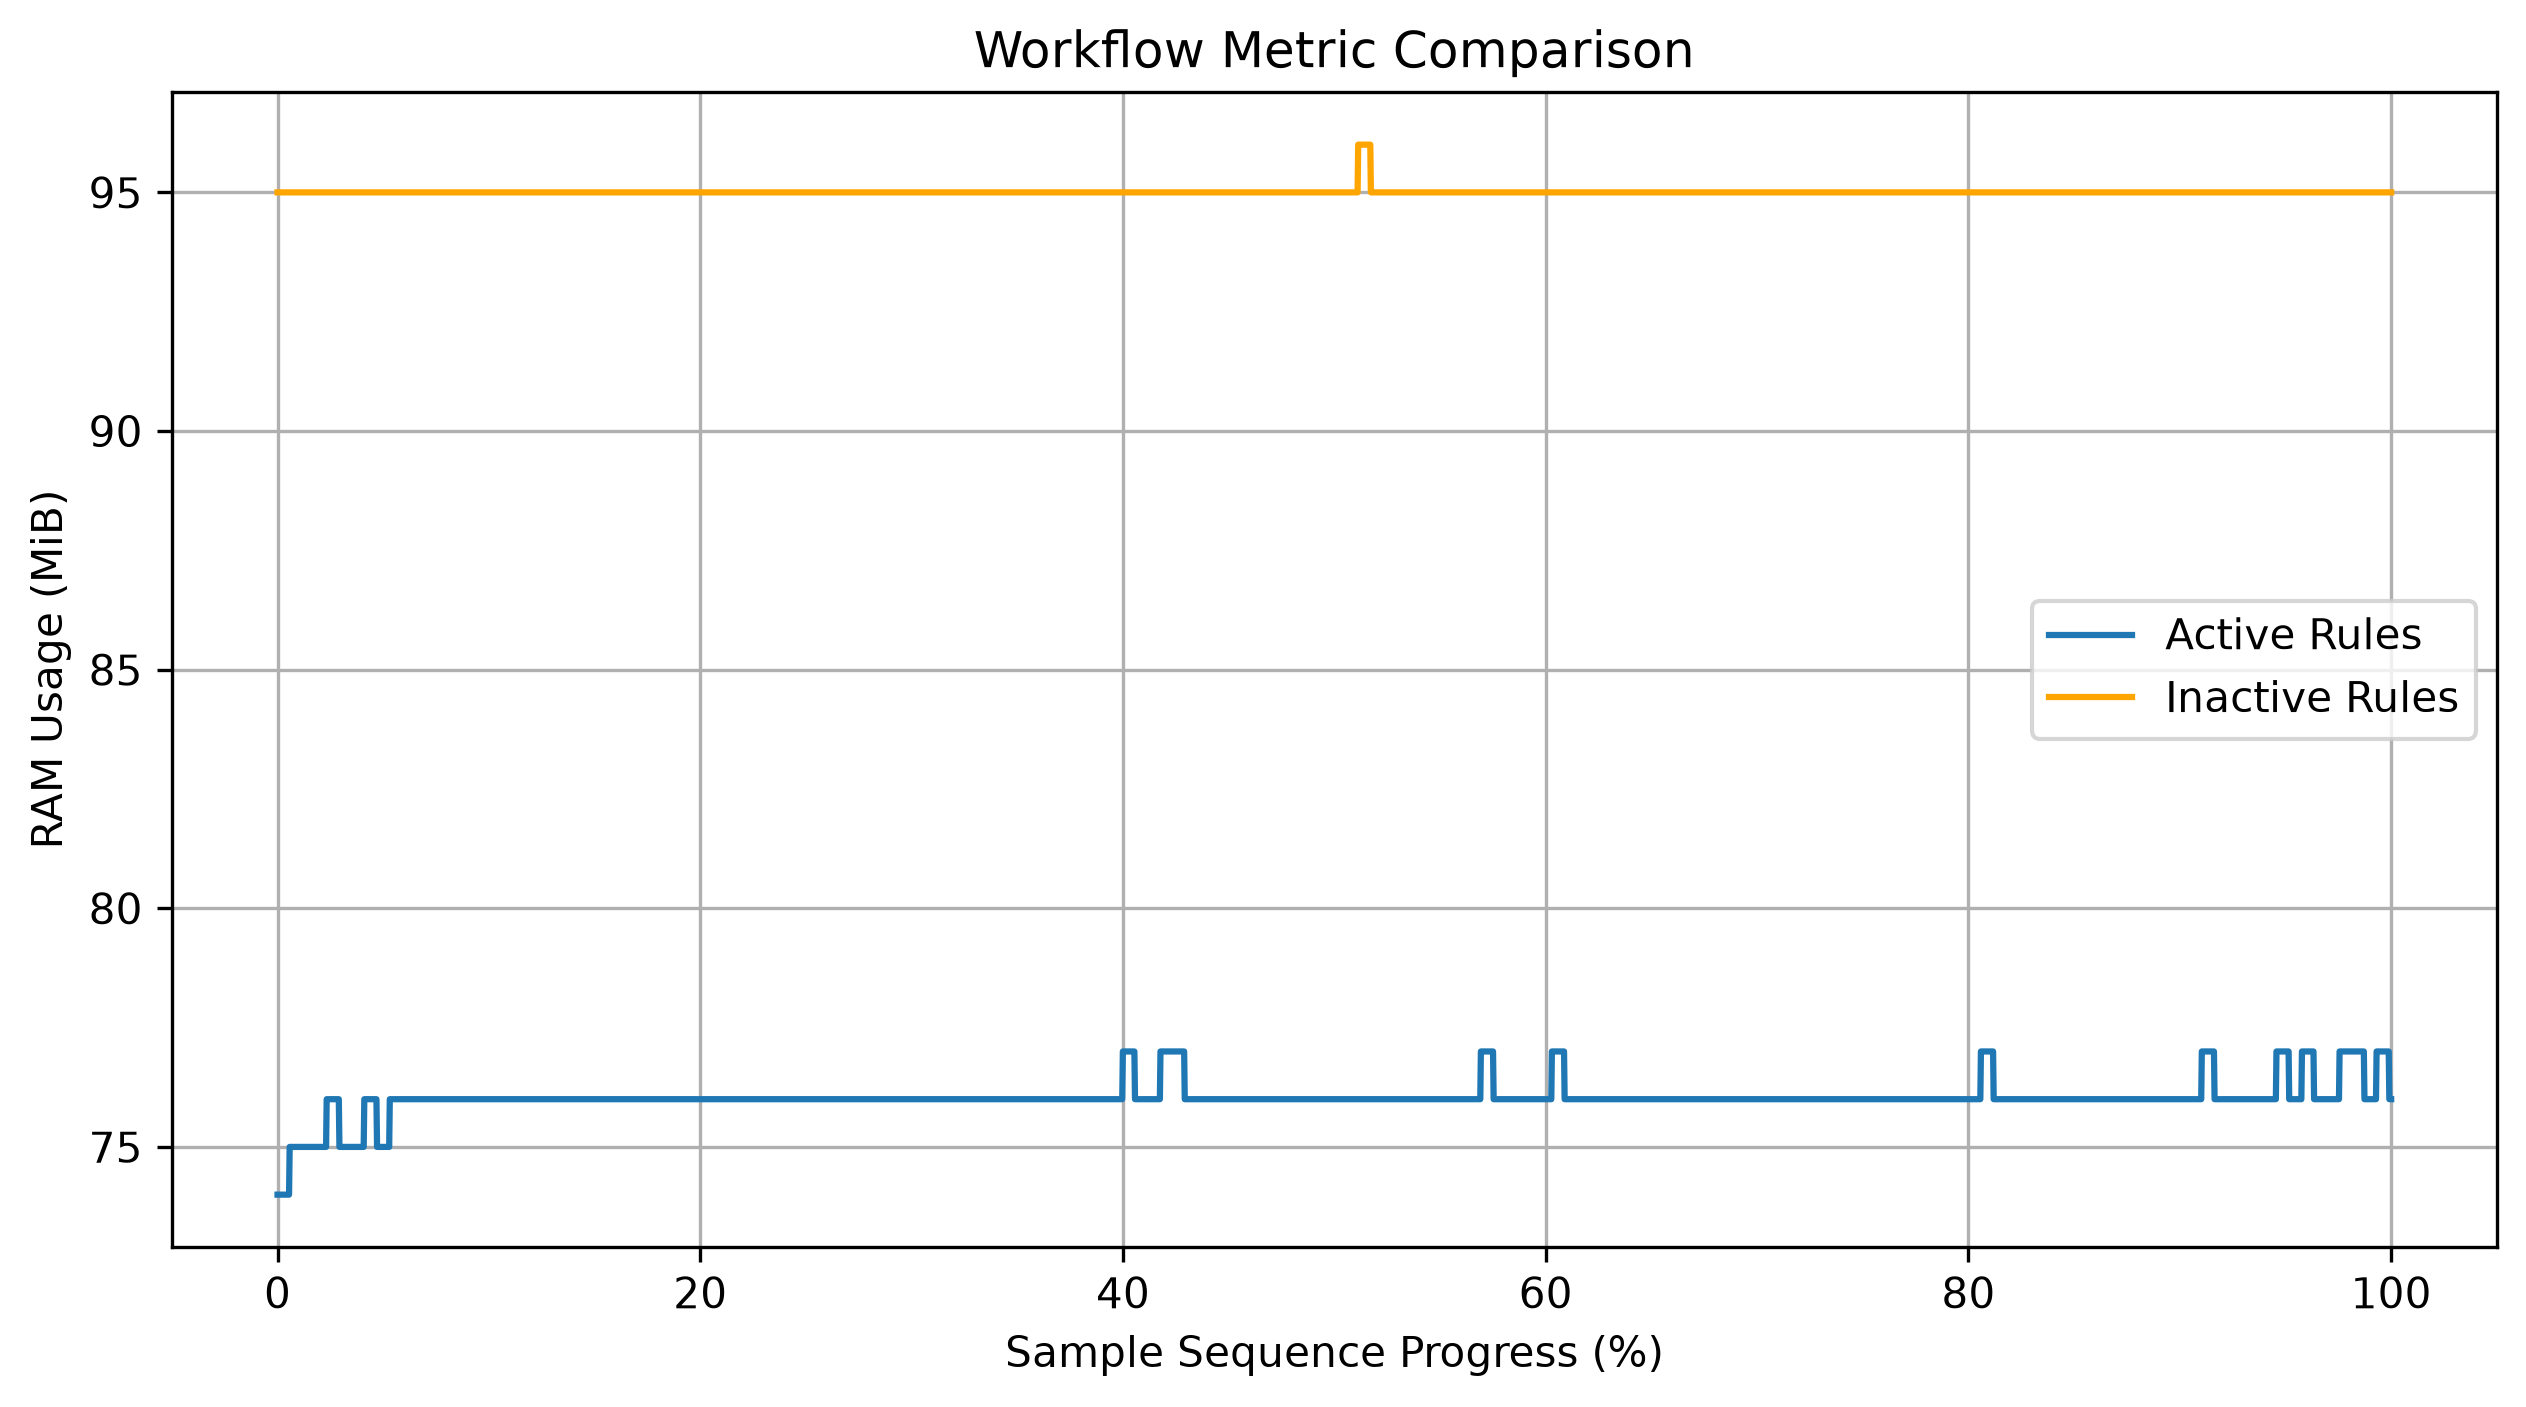 Workflow Metric Comparison
RAM Usage (MiB)
95
90
85
80
75
Active Rules
Inactive Rules
0 20 40 60 80 100
Sample Sequence Progress (%)